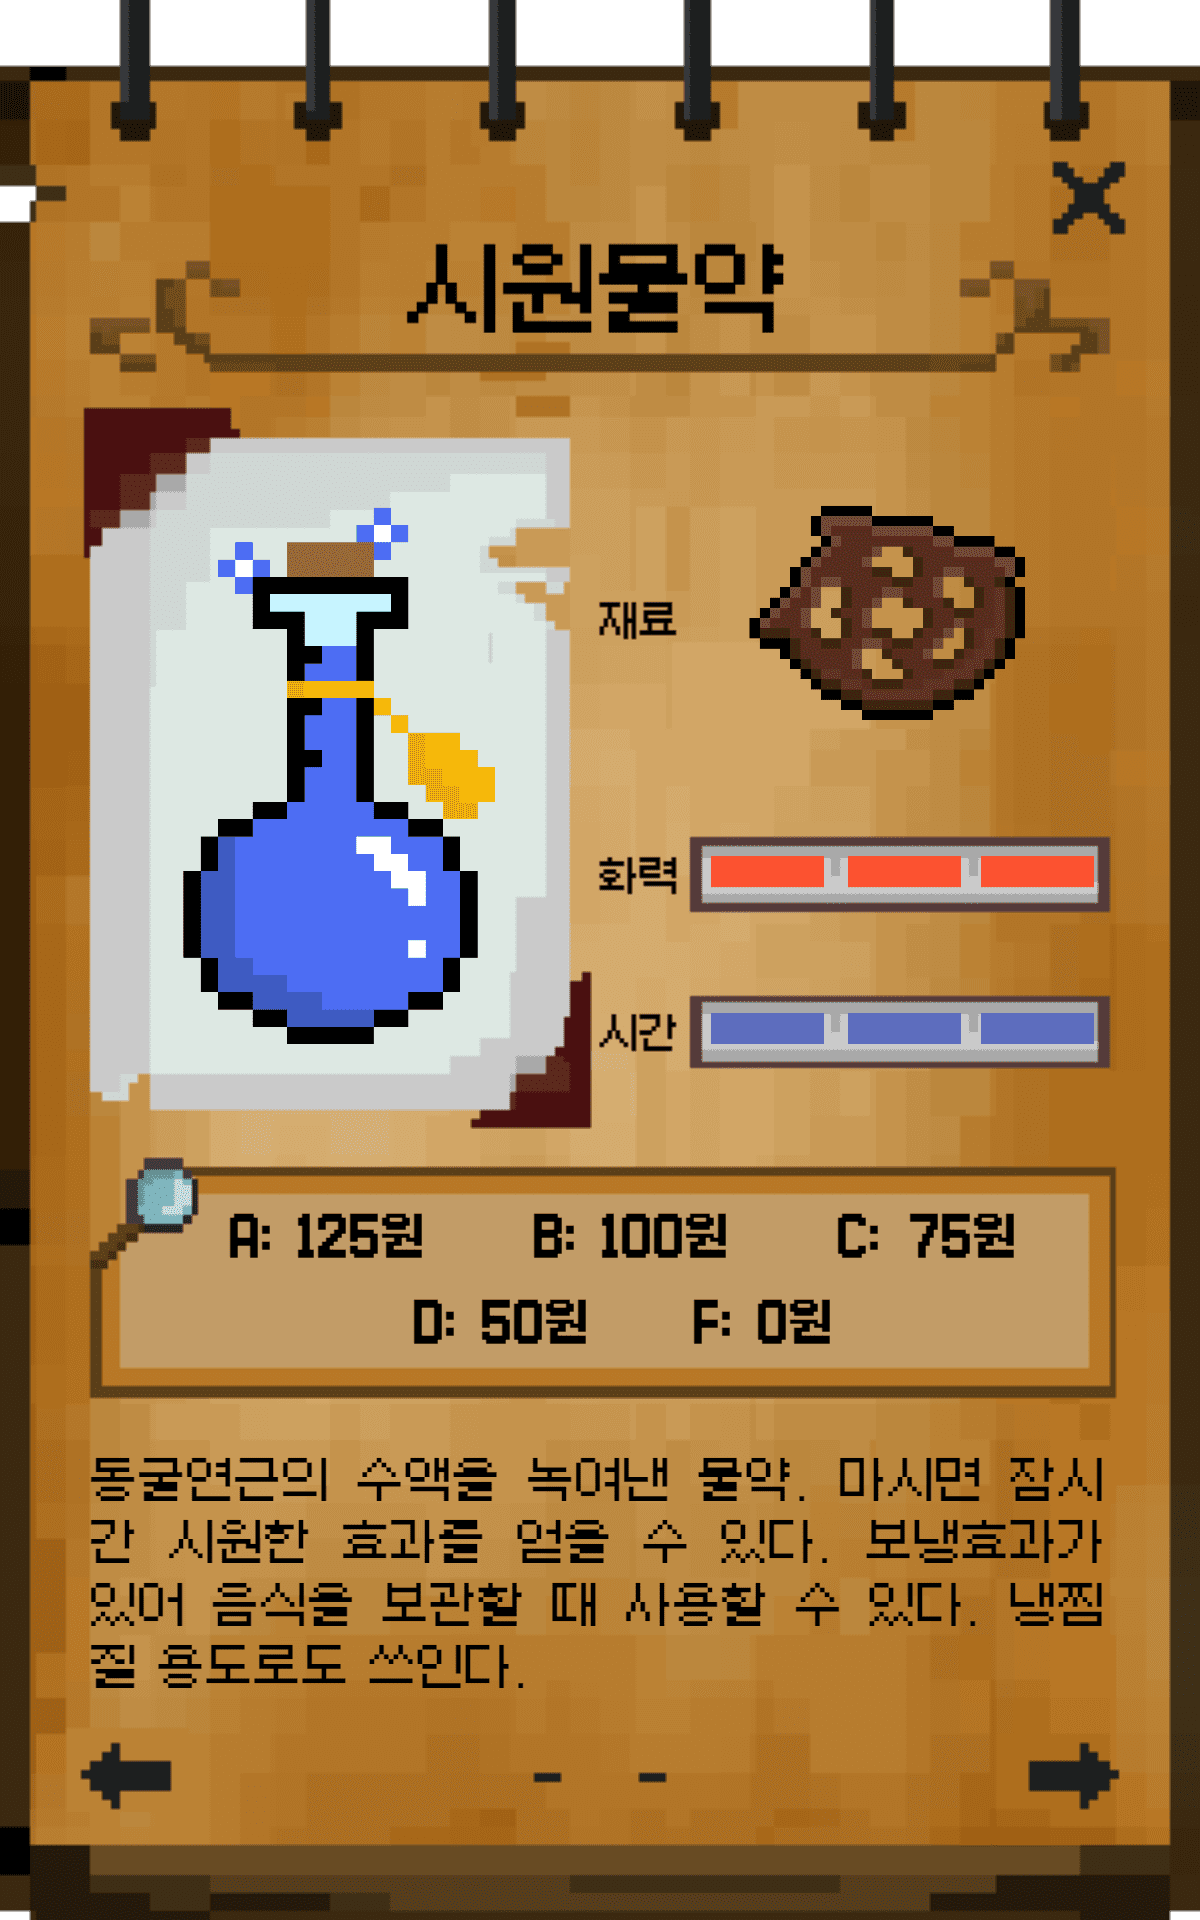 시원물약
재료
화력
시간
A: 125원 B: 100원 C: 75원
D: 50원 F: 0원
동굴연근의 수액을 녹여낸 물약. 마시면 잠시
간 시원한 효과를 얻을 수 있다. 보냉효과가
있어 음식을 보관할 때 사용할 수 있다. 냉찜
질 용도로도 쓰인다.
- -